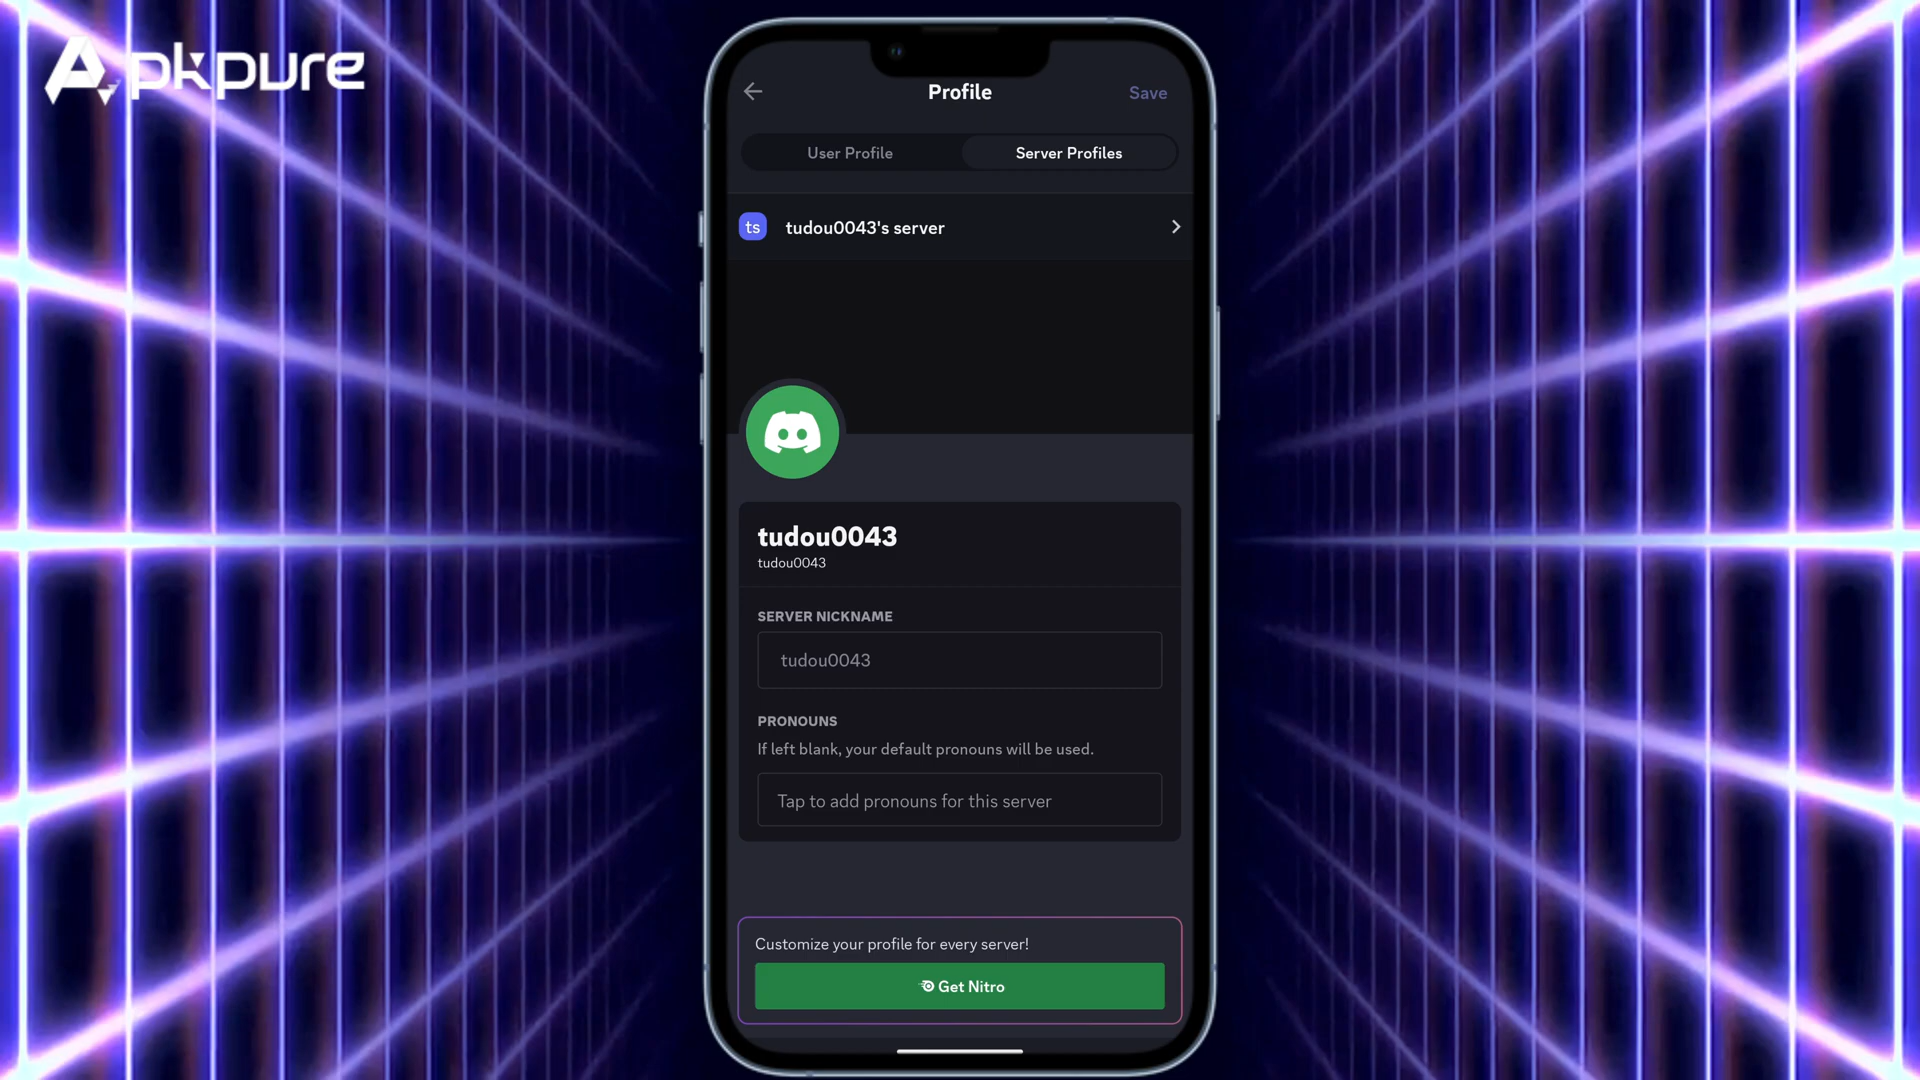 Apkpure
Profile
Save
User Profile
Server Profiles
ts
tudou0043's server
tudou0043
tudou0043
SERVER NICKNAME
tudou0043
PRONOUNS
If left blank, your default pronouns will be used.
Tap to add pronouns for this server
Customize your profile for every server!
Get Nitro